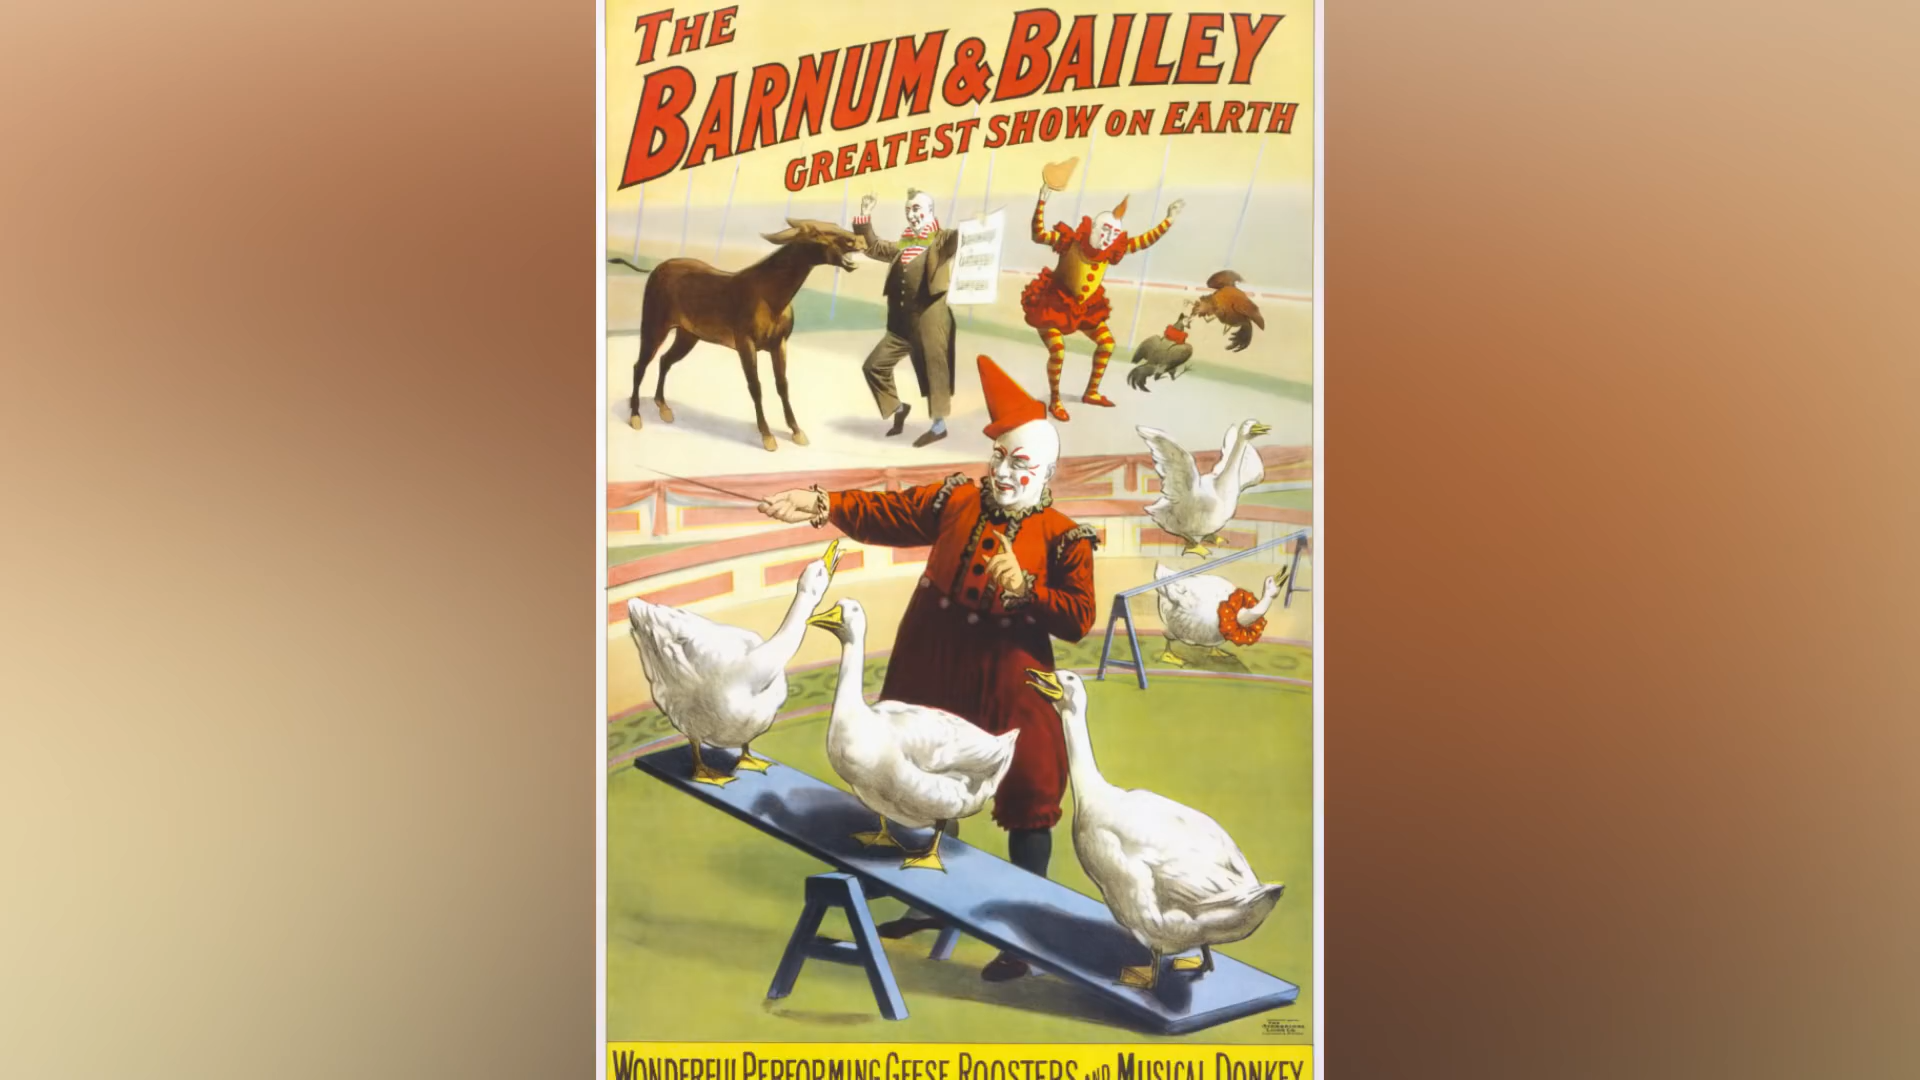 THE
BARNUM & BAILEY
GREATEST SHOW ON EARTH
WONDERFUL PERFORMING GEESE, ROOSTERS AND MUSICAL DONKEY